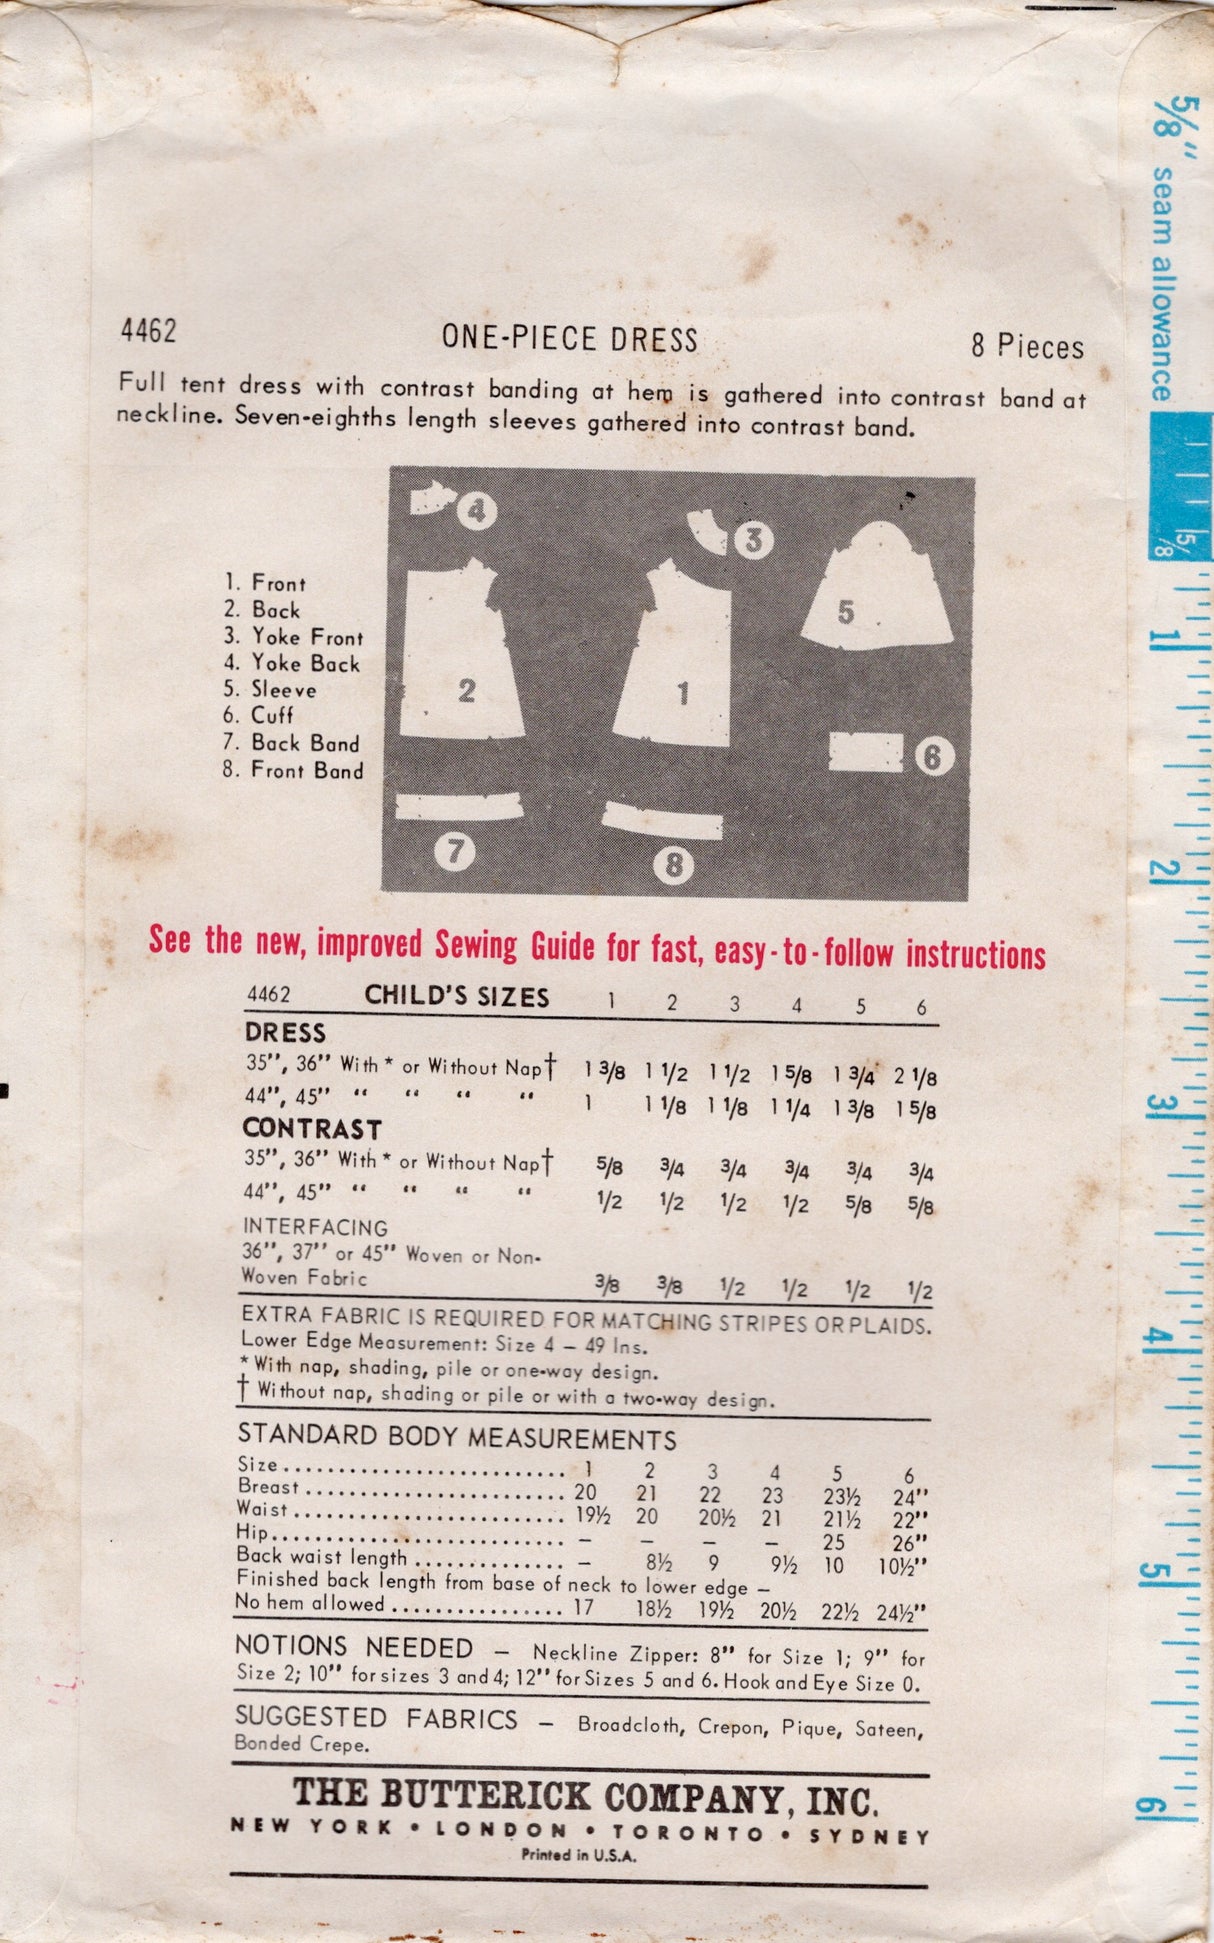 5/8" seam allowance
4462 ONE-PIECE DRESS 8 Pieces
Full tent dress with contrast banding at hem is gathered into contrast band at
neckline. Seven-eighths length sleeves gathered into contrast band.
1. Front
2. Back
3. Yoke Front
4. Yoke Back
5. Sleeve
6. Cuff
7. Back Band
8. Front Band
4
3
5
2
1
6
7
8
See the new, improved Sewing Guide for fast, easy-to-follow instructions
4462 CHILD'S SIZES 1 2 3 4 5 6
DRESS
35", 36" With * or Without Nap† 1 3/8 1 1/2 1 1/2 1 5/8 1 3/4 2 1/8
44", 45" " " " " 1 1 1/8 1 1/8 1 1/4 1 3/8 1 5/8
CONTRAST
35", 36" With * or Without Nap† 5/8 3/4 3/4 3/4 3/4 3/4
44", 45" " " " " 1/2 1/2 1/2 1/2 5/8 5/8
INTERFACING
36", 37" or 45" Woven or Non-
Woven Fabric 3/8 3/8 1/2 1/2 1/2 1/2
EXTRA FABRIC IS REQUIRED FOR MATCHING STRIPES OR PLAIDS.
Lower Edge Measurement: Size 4 – 49 Ins.
* With nap, shading, pile or one-way design.
† Without nap, shading or pile or with a two-way design.
STANDARD BODY MEASUREMENTS
Size........................... 1 2 3 4 5 6
Breast......................... 20 21 22 23 23½ 24"
Waist.......................... 19½ 20 20½ 21 21½ 22"
Hip............................ – – – – 25 26"
Back waist length .............. – 8½ 9 9½ 10 10½"
Finished back length from base of neck to lower edge –
No hem allowed ................ 17 18½ 19½ 20½ 22½ 24½"
NOTIONS NEEDED – Neckline Zipper: 8" for Size 1; 9" for
Size 2; 10" for sizes 3 and 4; 12" for Sizes 5 and 6. Hook and Eye Size 0.
SUGGESTED FABRICS – Broadcloth, Crepon, Pique, Sateen,
Bonded Crepe.
THE BUTTERICK COMPANY, INC.
NEW YORK • LONDON • TORONTO • SYDNEY
Printed in U.S.A.
5/8
1
2
3
4
5
6